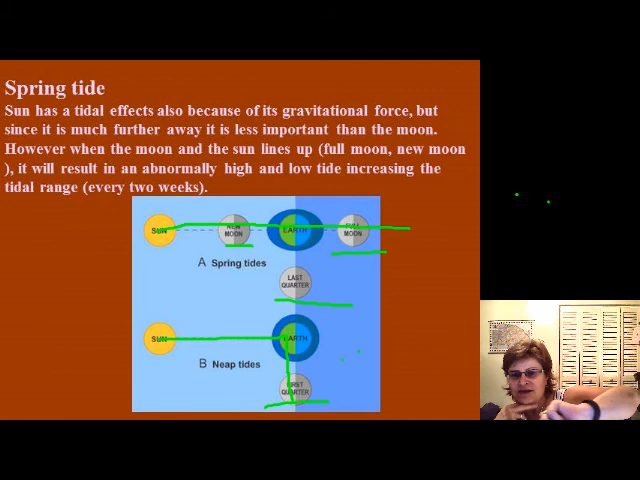 Spring tide
Sun has a tidal effects also because of its gravitational force, but
since it is much further away it is less important than the moon.
However when the moon and the sun lines up (full moon, new moon
), it will result in an abnormally high and low tide increasing the
tidal range (every two weeks).
SUN
NEW
MOON
EARTH
FULL
MOON
A Spring tides
LAST
QUARTER
SUN
EARTH
B Neap tides
FIRST
QUARTER